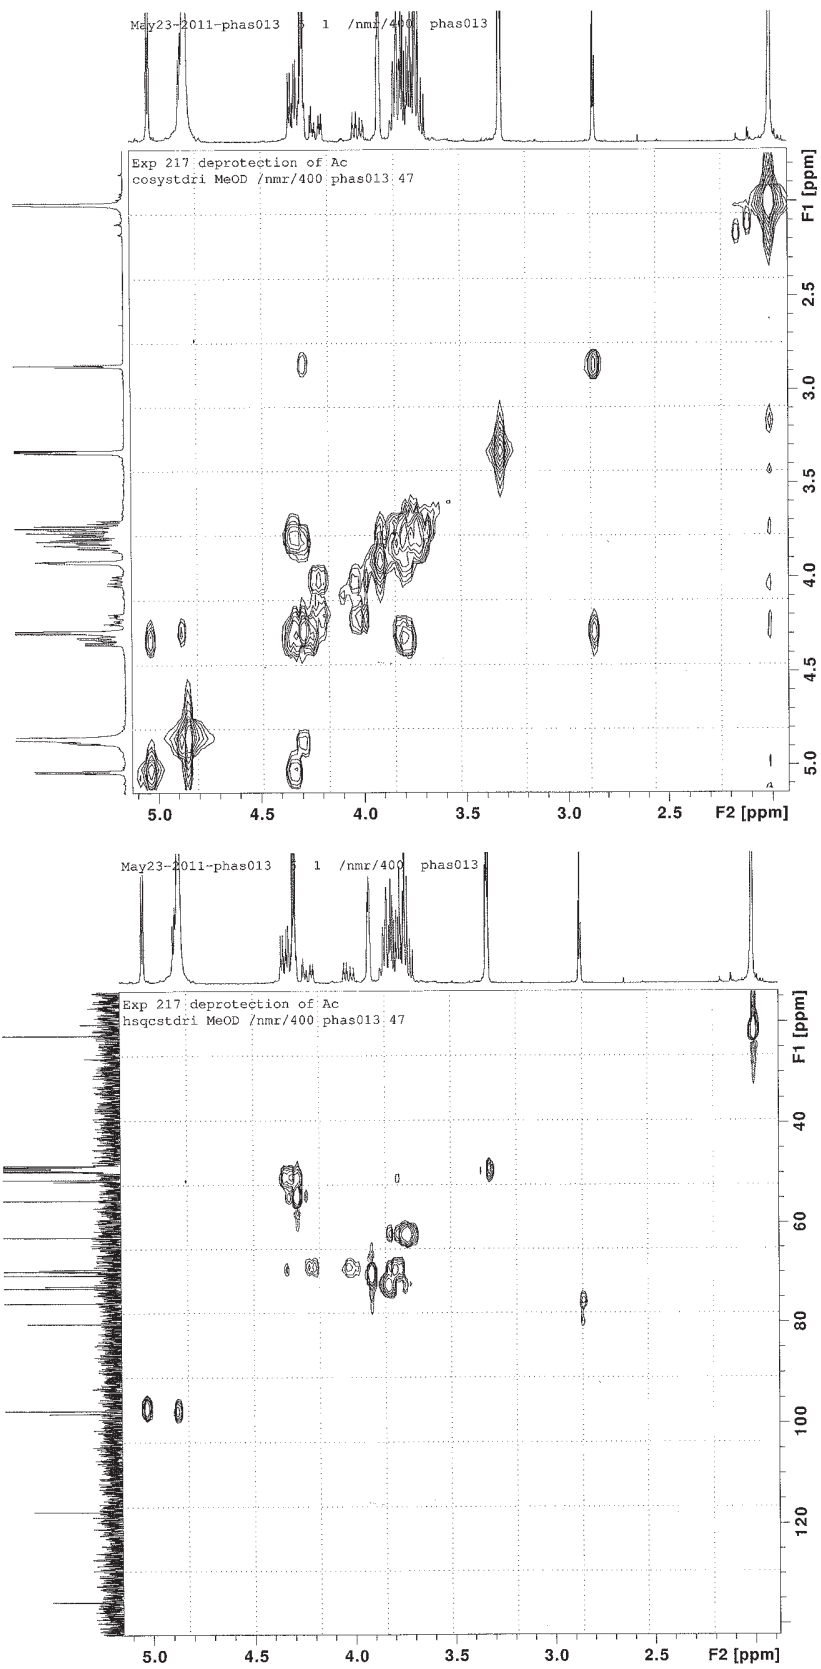 May23-2011-phas013 6 1 /nmr/400 phas013
Exp 217 deprotection of Ac
cosystdri MeOD /nmr/400 phas013 47
F1 [ppm]
2.5
3.0
3.5
4.0
4.5
5.0
5.0 4.5 4.0 3.5 3.0 2.5 F2 [ppm]
May23-2011-phas013 6 1 /nmr/400 phas013
Exp 217 deprotection of Ac
hsqcstdri MeOD /nmr/400 phas013 47
F1 [ppm]
40
60
80
100
120
5.0 4.5 4.0 3.5 3.0 2.5 F2 [ppm]